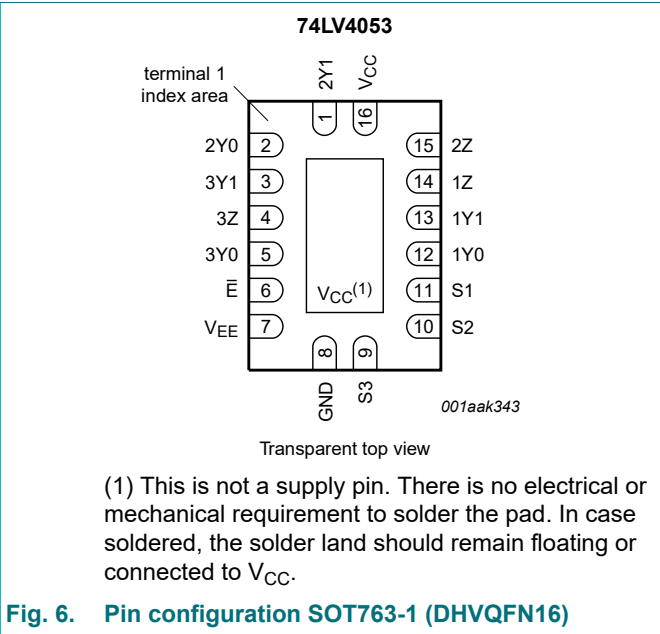 74LV4053
terminal 1
index area
2Y1
VCC
1
16
2Y0 2
15 2Z
3Y1 3
14 1Z
3Z 4
13 1Y1
3Y0 5
12 1Y0
E̅ 6
VCC(1)
11 S1
VEE 7
10 S2
8
9
GND
S3
001aak343
Transparent top view
(1) This is not a supply pin. There is no electrical or
mechanical requirement to solder the pad. In case
soldered, the solder land should remain floating or
connected to VCC.
Fig. 6. Pin configuration SOT763-1 (DHVQFN16)